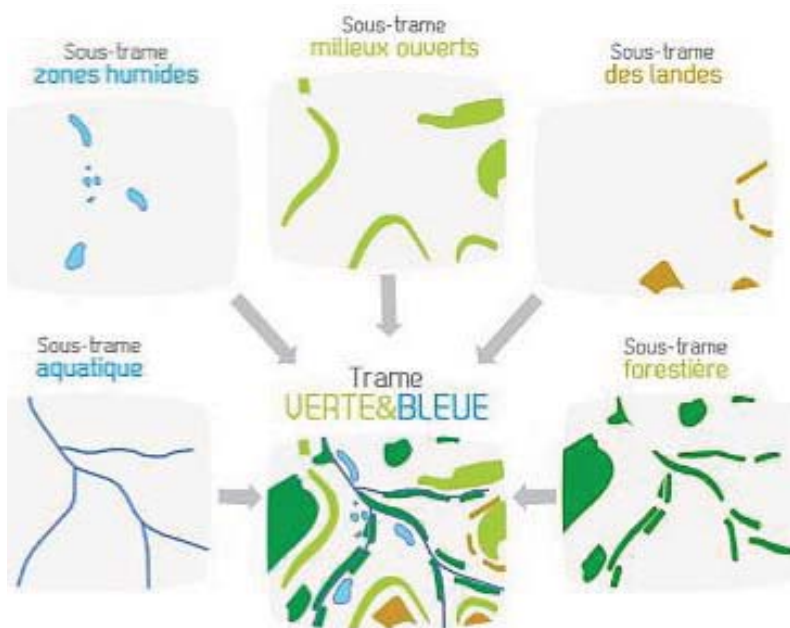 Sous-trame
zones humides
Sous-trame
milieux ouverts
Sous-trame
des landes
Sous-trame
aquatique
Trame
VERTE&BLEUE
Sous-trame
forestière